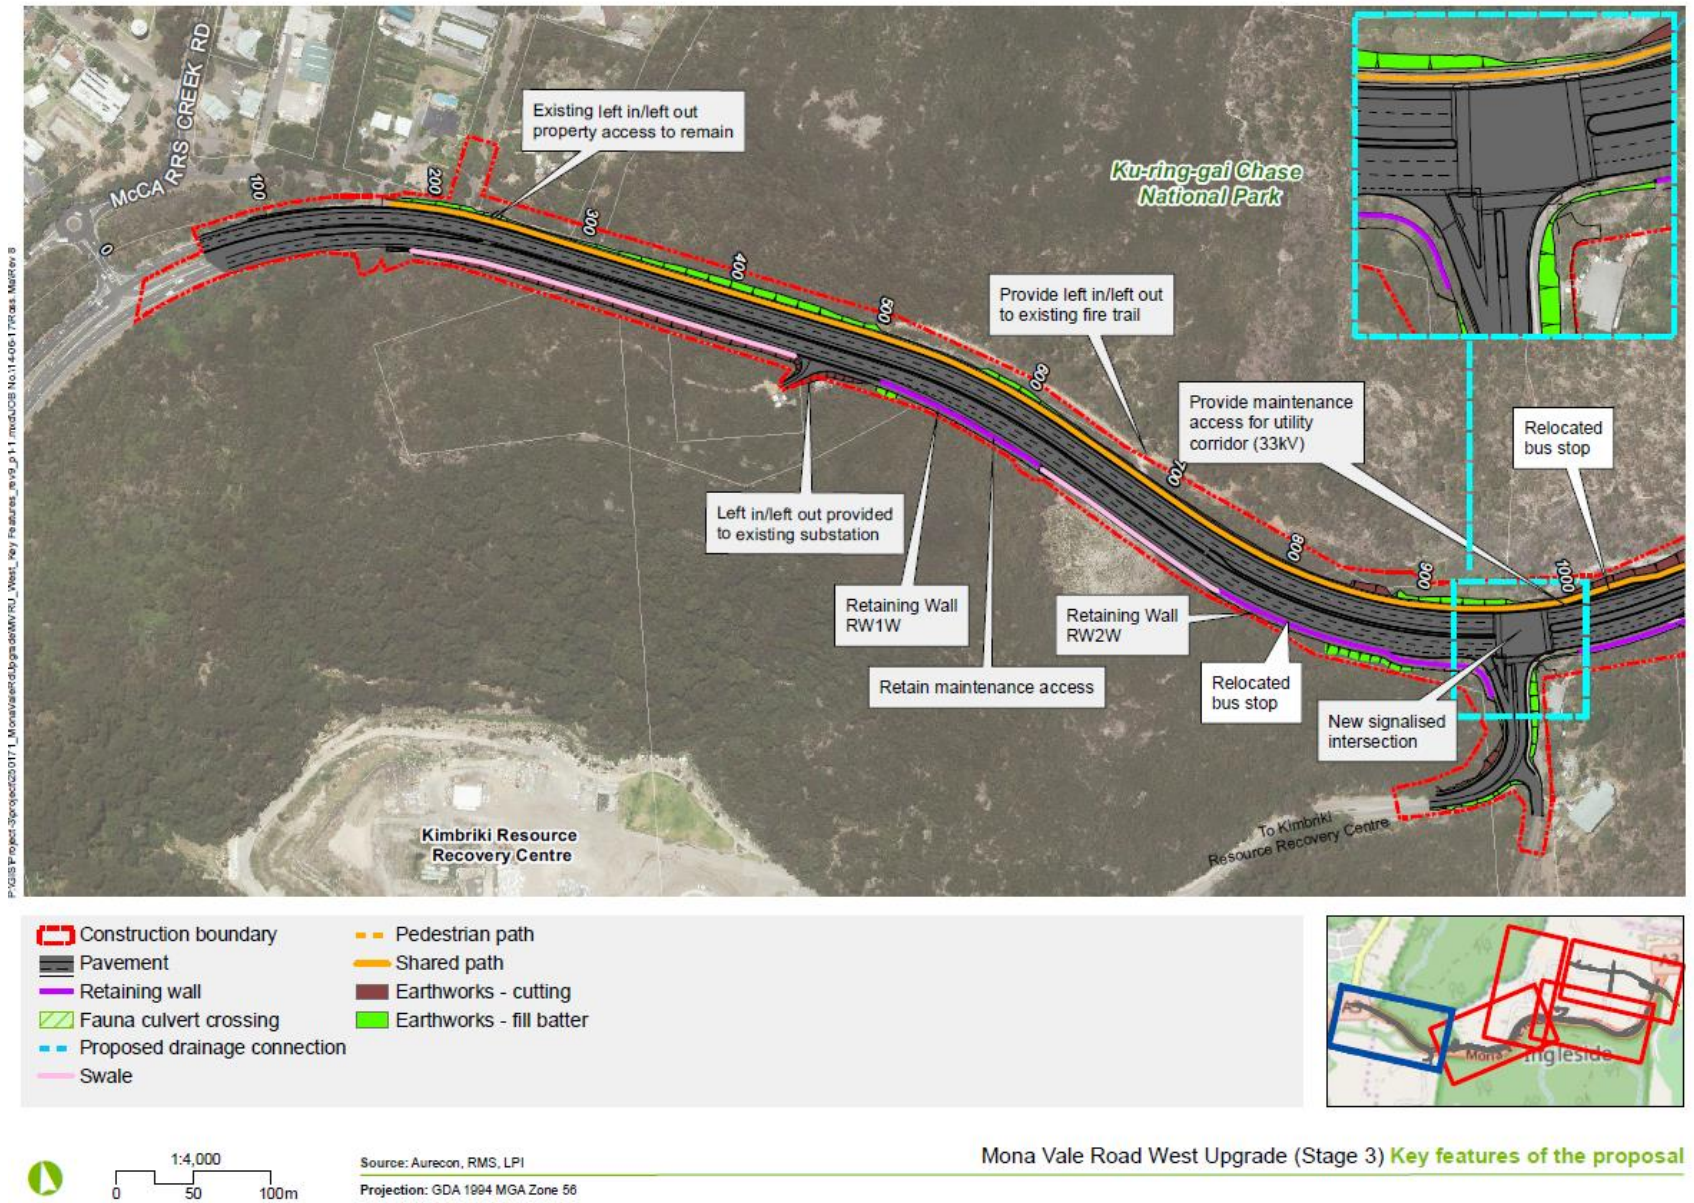 McCARRS CREEK RD
0
100
200
300
400
500
600
700
800
900
1000
Existing left in/left out
property access to remain
Ku-ring-gai Chase
National Park
Provide left in/left out
to existing fire trail
Provide maintenance
access for utility
corridor (33kV)
Relocated
bus stop
Left in/left out provided
to existing substation
Retaining Wall
RW1W
Retain maintenance access
Retaining Wall
RW2W
Relocated
bus stop
New signalised
intersection
Kimbriki Resource
Recovery Centre
To Kimbriki
Resource Recovery Centre
Construction boundary
Pavement
Retaining wall
Fauna culvert crossing
Proposed drainage connection
Swale
Pedestrian path
Shared path
Earthworks - cutting
Earthworks - fill batter
A3
A3
Mona
Ingleside
1:4,000
0 50 100m
Source: Aurecon, RMS, LPI
Projection: GDA 1994 MGA Zone 56
Mona Vale Road West Upgrade (Stage 3) Key features of the proposal